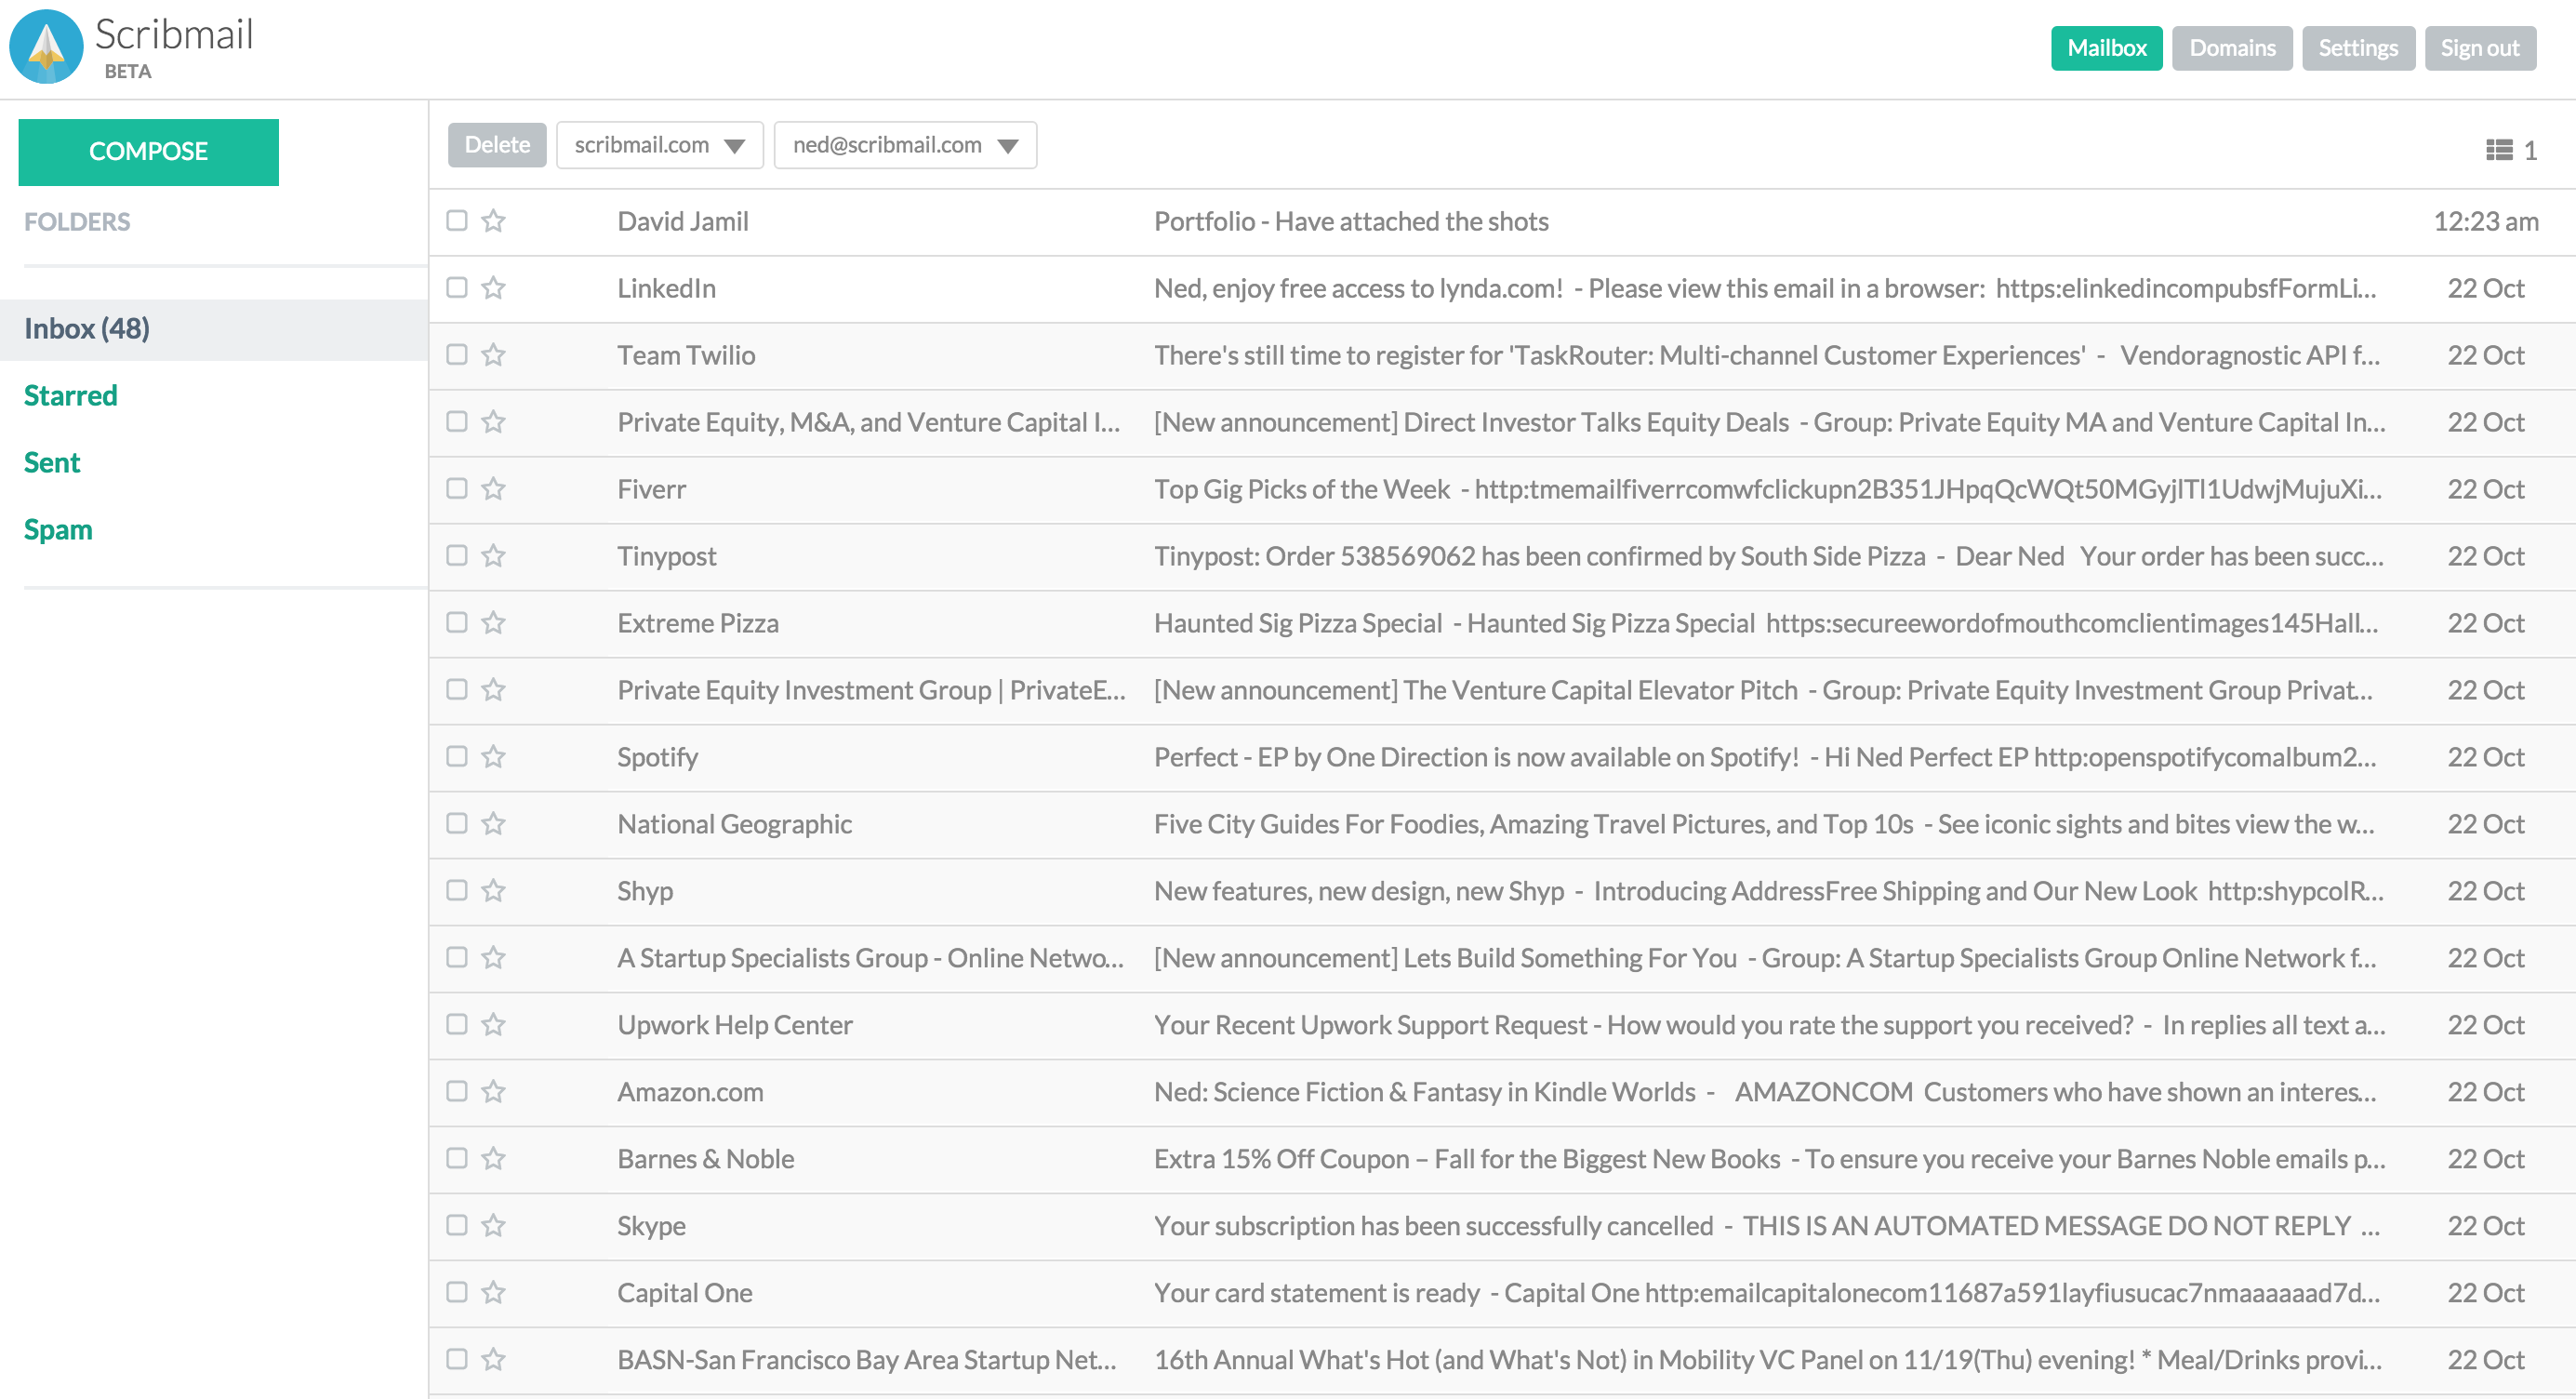 Scribmail
BETA
Mailbox Domains Settings Sign out
COMPOSE
Delete scribmail.com ned@scribmail.com 1
FOLDERS
Inbox (48)
Starred
Sent
Spam
David Jamil Portfolio - Have attached the shots 12:23 am
LinkedIn Ned, enjoy free access to lynda.com! - Please view this email in a browser: https:elinkedincompubsfFormLi... 22 Oct
Team Twilio There's still time to register for 'TaskRouter: Multi-channel Customer Experiences' - Vendoragnostic API f... 22 Oct
Private Equity, M&A, and Venture Capital I... [New announcement] Direct Investor Talks Equity Deals - Group: Private Equity MA and Venture Capital In... 22 Oct
Fiverr Top Gig Picks of the Week - 22 Oct
Tinypost Tinypost: Order 538569062 has been confirmed by South Side Pizza - Dear Ned Your order has been succ... 22 Oct
Extreme Pizza Haunted Sig Pizza Special - Haunted Sig Pizza Special https:secureewordofmouthcomclientimages145Hall... 22 Oct
Private Equity Investment Group | PrivateE... [New announcement] The Venture Capital Elevator Pitch - Group: Private Equity Investment Group Privat... 22 Oct
Spotify Perfect - EP by One Direction is now available on Spotify! - Hi Ned Perfect EP http:openspotifycomalbum2... 22 Oct
National Geographic Five City Guides For Foodies, Amazing Travel Pictures, and Top 10s - See iconic sights and bites view the w... 22 Oct
Shyp New features, new design, new Shyp - Introducing AddressFree Shipping and Our New Look http:shypcolR... 22 Oct
A Startup Specialists Group - Online Netwo... [New announcement] Lets Build Something For You - Group: A Startup Specialists Group Online Network f... 22 Oct
Upwork Help Center Your Recent Upwork Support Request - How would you rate the support you received? - In replies all text a... 22 Oct
Amazon.com Ned: Science Fiction & Fantasy in Kindle Worlds - AMAZONCOM Customers who have shown an interes... 22 Oct
Barnes & Noble Extra 15% Off Coupon – Fall for the Biggest New Books - To ensure you receive your Barnes Noble emails p... 22 Oct
Skype Your subscription has been successfully cancelled - THIS IS AN AUTOMATED MESSAGE DO NOT REPLY ... 22 Oct
Capital One Your card statement is ready - Capital One 22 Oct
BASN-San Francisco Bay Area Startup Net... 16th Annual What's Hot (and What's Not) in Mobility VC Panel on 11/19(Thu) evening! * Meal/Drinks provi... 22 Oct